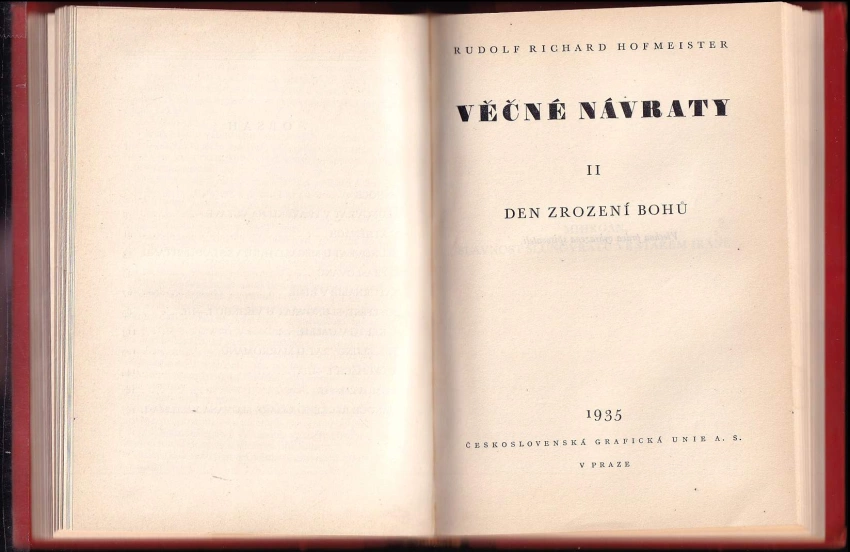 RUDOLF RICHARD HOFMEISTER
VĚČNÉ NÁVRATY
II
DEN ZROZENÍ BOHŮ
1935
ČESKOSLOVENSKÁ GRAFICKÁ UNIE A. S.
V PRAZE